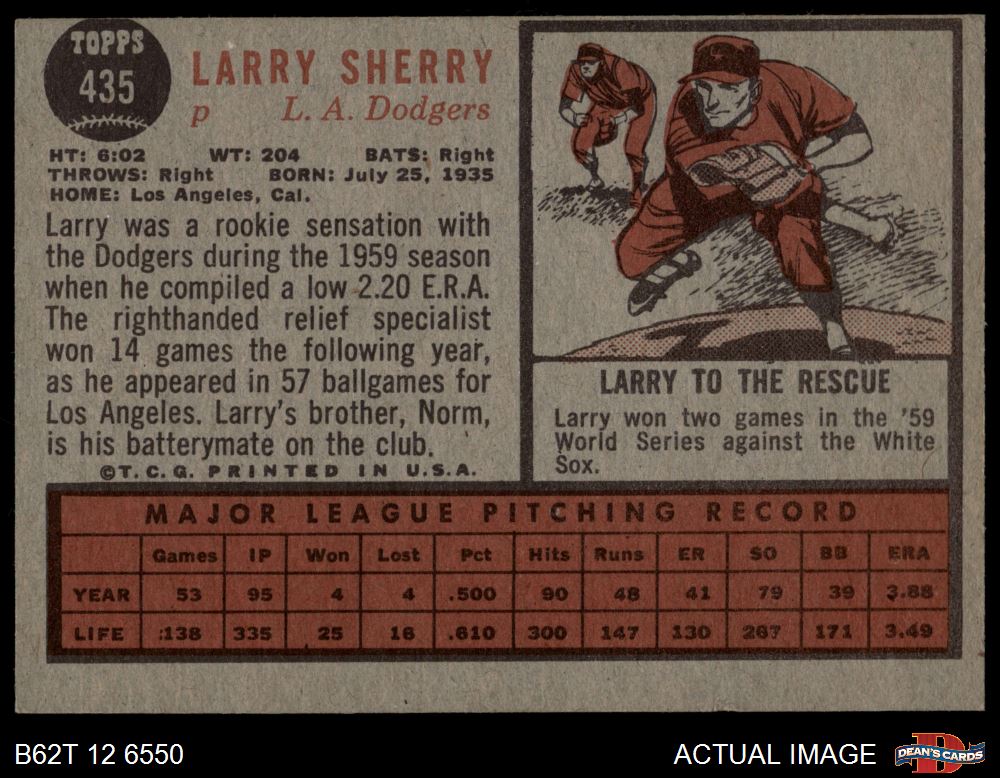 TOPPS
435
LARRY SHERRY
p L. A. Dodgers
HT: 6:02 WT: 204 BATS: Right
THROWS: Right BORN: July 25, 1935
HOME: Los Angeles, Cal.
Larry was a rookie sensation with
the Dodgers during the 1959 season
when he compiled a low 2.20 E.R.A.
The righthanded relief specialist
won 14 games the following year,
as he appeared in 57 ballgames for
Los Angeles. Larry's brother, Norm,
is his batterymate on the club.
©T.C.G. PRINTED IN U.S.A.
LARRY TO THE RESCUE
Larry won two games in the '59
World Series against the White
Sox.
MAJOR LEAGUE PITCHING RECORD
Games IP Won Lost Pct Hits Runs ER SO BB ERA
YEAR 53 95 4 4 .500 90 48 41 79 39 3.88
LIFE 138 335 25 16 .610 300 147 130 267 171 3.49
B62T 12 6550
ACTUAL IMAGE
D
DEAN'S CARDS